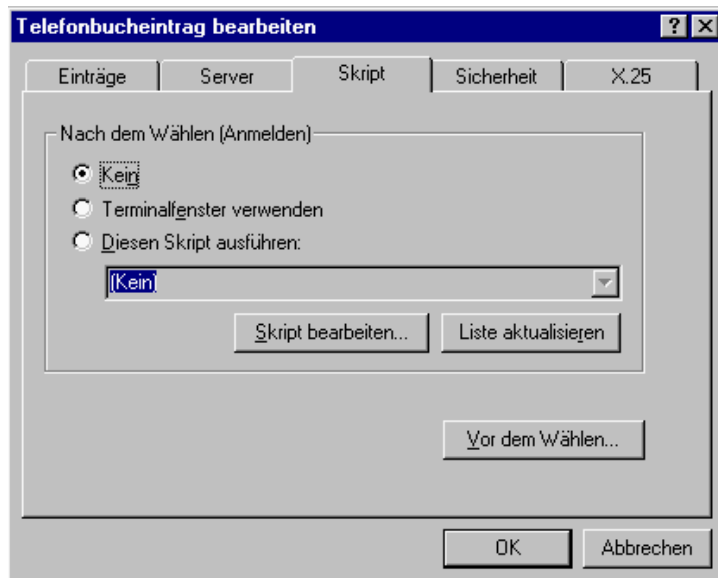 Telefonbucheintrag bearbeiten
Einträge Server Skript Sicherheit X.25
Nach dem Wählen (Anmelden)
Kein
Terminalfenster verwenden
Diesen Skript ausführen:
(Kein)
Skript bearbeiten... Liste aktualisieren
Vor dem Wählen...
OK Abbrechen